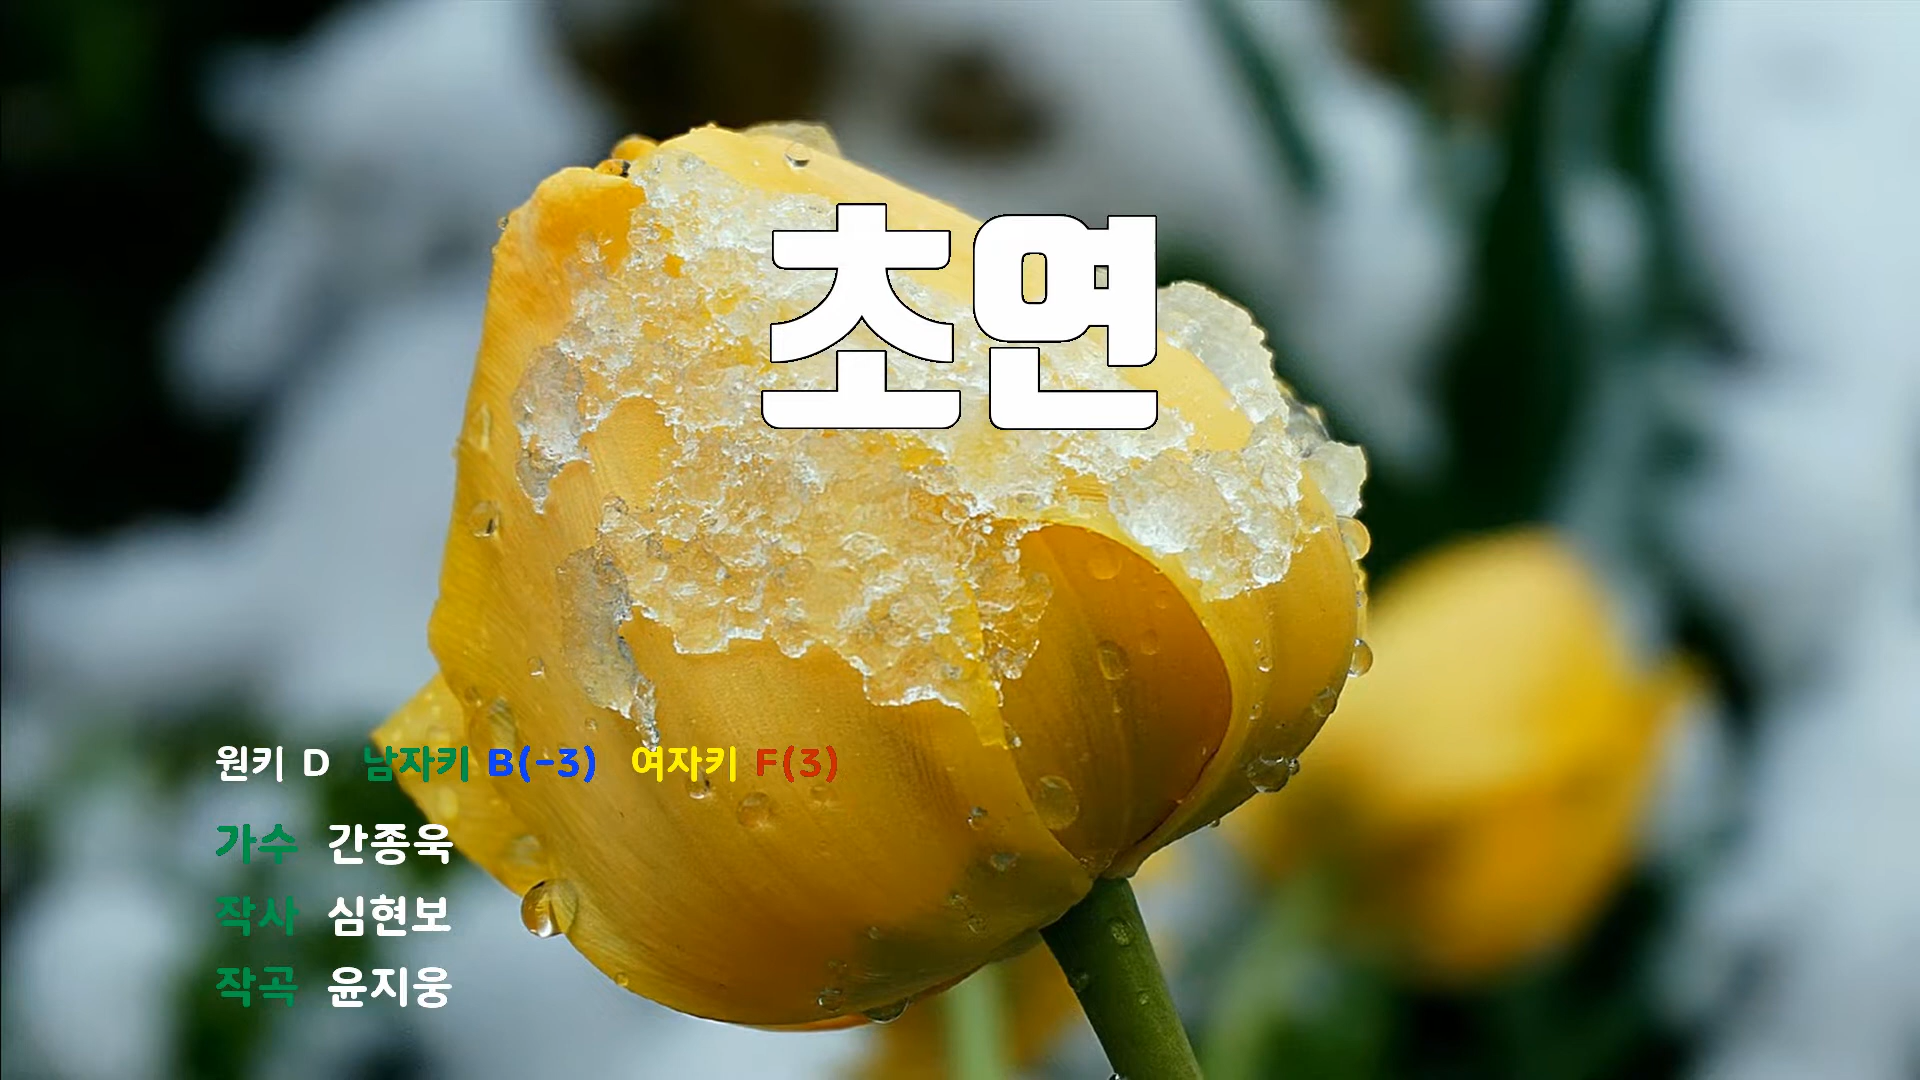 초연
원키 D 남자키 B(-3) 여자키 F(3)
가수 간종욱
작사 심현보
작곡 윤지웅